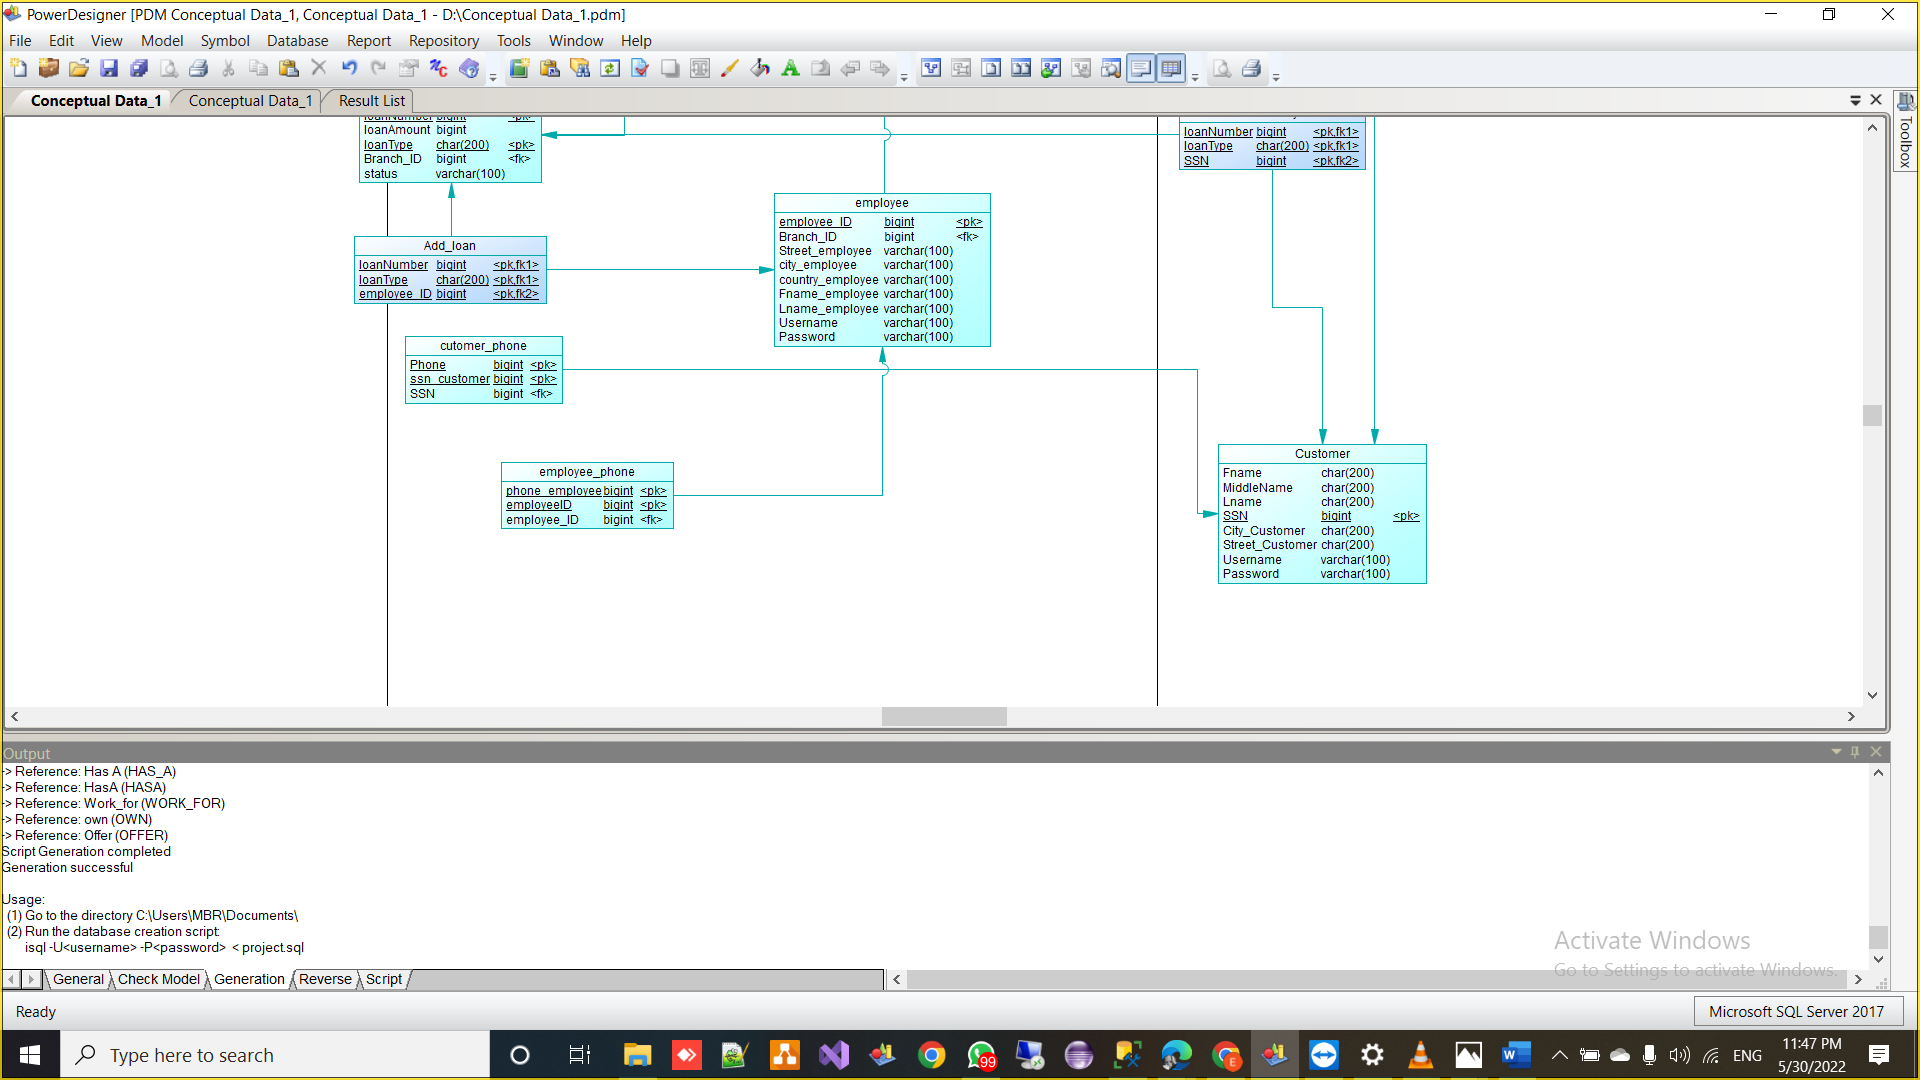 PowerDesigner [PDM Conceptual Data_1, Conceptual Data_1 - D:\Conceptual Data_1.pdm]
File Edit View Model Symbol Database Report Repository Tools Window Help
Conceptual Data_1 Conceptual Data_1 Result List
Toolbox
loanNumber bigint <pk>
loanAmount bigint
loanType char(200) <pk>
Branch_ID bigint <fk>
status varchar(100)
loanNumber bigint <pk,fk1>
loanType char(200) <pk,fk1>
SSN bigint <pk,fk2>
employee
employee_ID bigint <pk>
Branch_ID bigint <fk>
Street_employee varchar(100)
city_employee varchar(100)
country_employee varchar(100)
Fname_employee varchar(100)
Lname_employee varchar(100)
Username varchar(100)
Password varchar(100)
Add_loan
loanNumber bigint <pk,fk1>
loanType char(200) <pk,fk1>
employee_ID bigint <pk,fk2>
cutomer_phone
Phone bigint <pk>
ssn_customer bigint <pk>
SSN bigint <fk>
employee_phone
phone_employee bigint <pk>
employeeID bigint <pk>
employee_ID bigint <fk>
Customer
Fname char(200)
MiddleName char(200)
Lname char(200)
SSN bigint <pk>
City_Customer char(200)
Street_Customer char(200)
Username varchar(100)
Password varchar(100)
Output
-> Reference: Has A (HAS_A)
-> Reference: HasA (HASA)
-> Reference: Work_for (WORK_FOR)
-> Reference: own (OWN)
-> Reference: Offer (OFFER)
Script Generation completed
Generation successful
Usage:
(1) Go to the directory C:\Users\MBR\Documents\
(2) Run the database creation script:
isql -U<username> -P<password> < project.sql
Activate Windows
Go to Settings to activate Windows.
General Check Model Generation Reverse Script
Ready
Microsoft SQL Server 2017
Type here to search
99
E
ENG
11:47 PM
5/30/2022